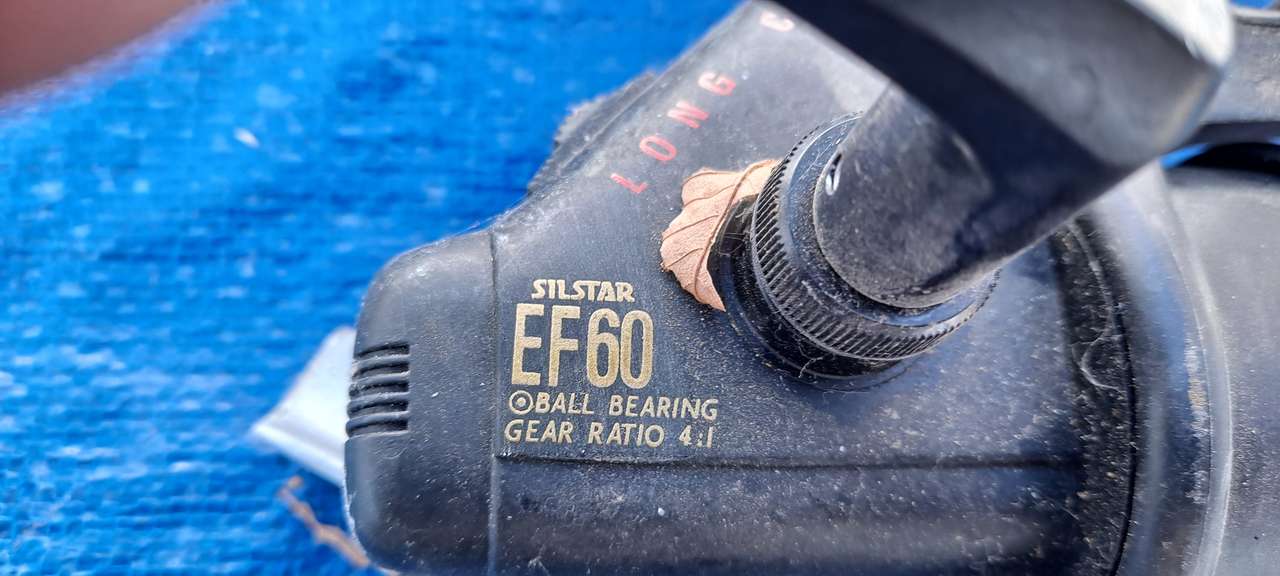 LONG C
SILSTAR
EF60
BALL BEARING
GEAR RATIO 4:1